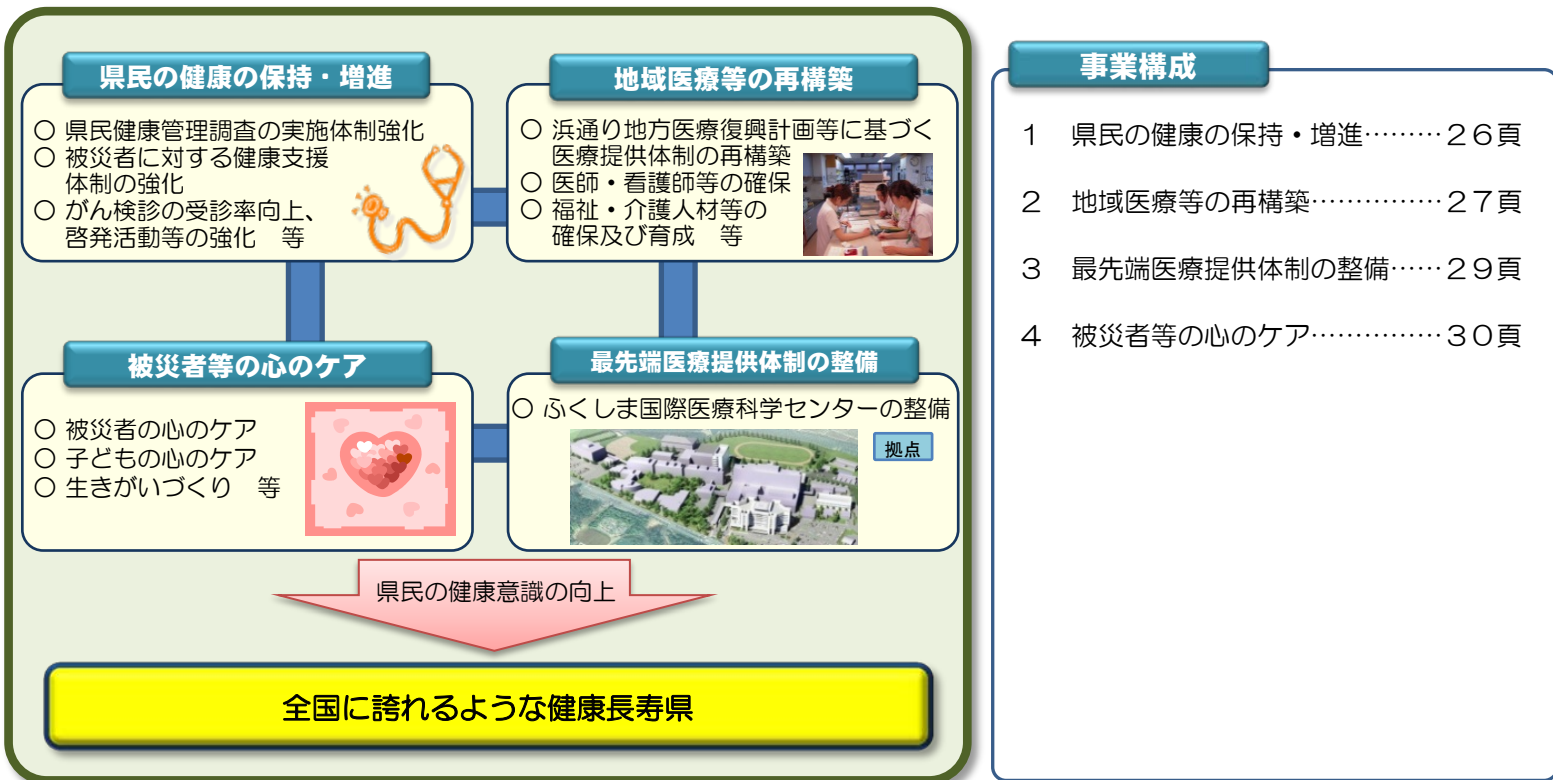 県民の健康の保持・増進
○ 県民健康管理調査の実施体制強化
○ 被災者に対する健康支援
体制の強化
○ がん検診の受診率向上、
啓発活動等の強化　等
地域医療等の再構築
○ 浜通り地方医療復興計画等に基づく
医療提供体制の再構築
○ 医師・看護師等の確保
○ 福祉・介護人材等の
確保及び育成　等
被災者等の心のケア
○ 被災者の心のケア
○ 子どもの心のケア
○ 生きがいづくり　等
最先端医療提供体制の整備
○ ふくしま国際医療科学センターの整備
拠点
県民の健康意識の向上
全国に誇れるような健康長寿県
事業構成
１　県民の健康の保持・増進………２６頁
２　地域医療等の再構築……………２７頁
３　最先端医療提供体制の整備……２９頁
４　被災者等の心のケア……………３０頁